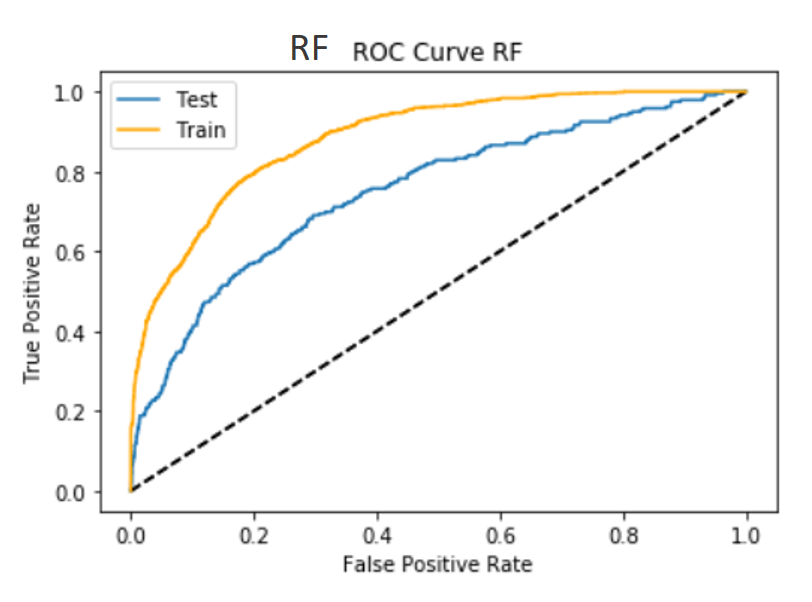 RF ROC Curve RF
Test
Train
1.0
0.8
0.6
0.4
0.2
0.0
True Positive Rate
0.0 0.2 0.4 0.6 0.8 1.0
False Positive Rate